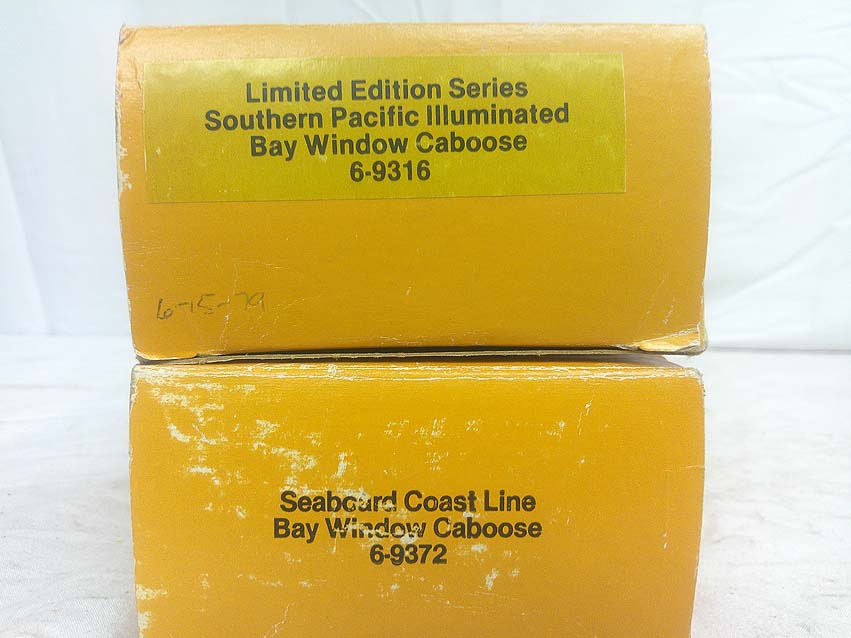 Limited Edition Series
Southern Pacific Illuminated
Bay Window Caboose
6-9316
6-15-79
Seaboard Coast Line
Bay Window Caboose
6-9372